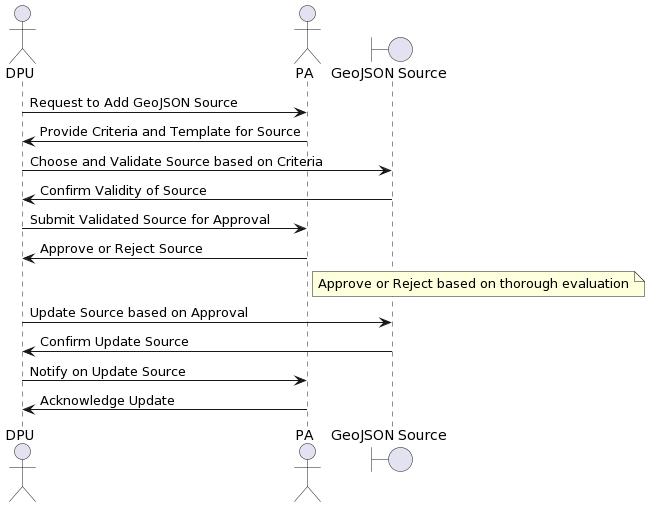 DPU PA GeoJSON Source
Request to Add GeoJSON Source
Provide Criteria and Template for Source
Choose and Validate Source based on Criteria
Confirm Validity of Source
Submit Validated Source for Approval
Approve or Reject Source
Approve or Reject based on thorough evaluation
Update Source based on Approval
Confirm Update Source
Notify on Update Source
Acknowledge Update
DPU PA GeoJSON Source